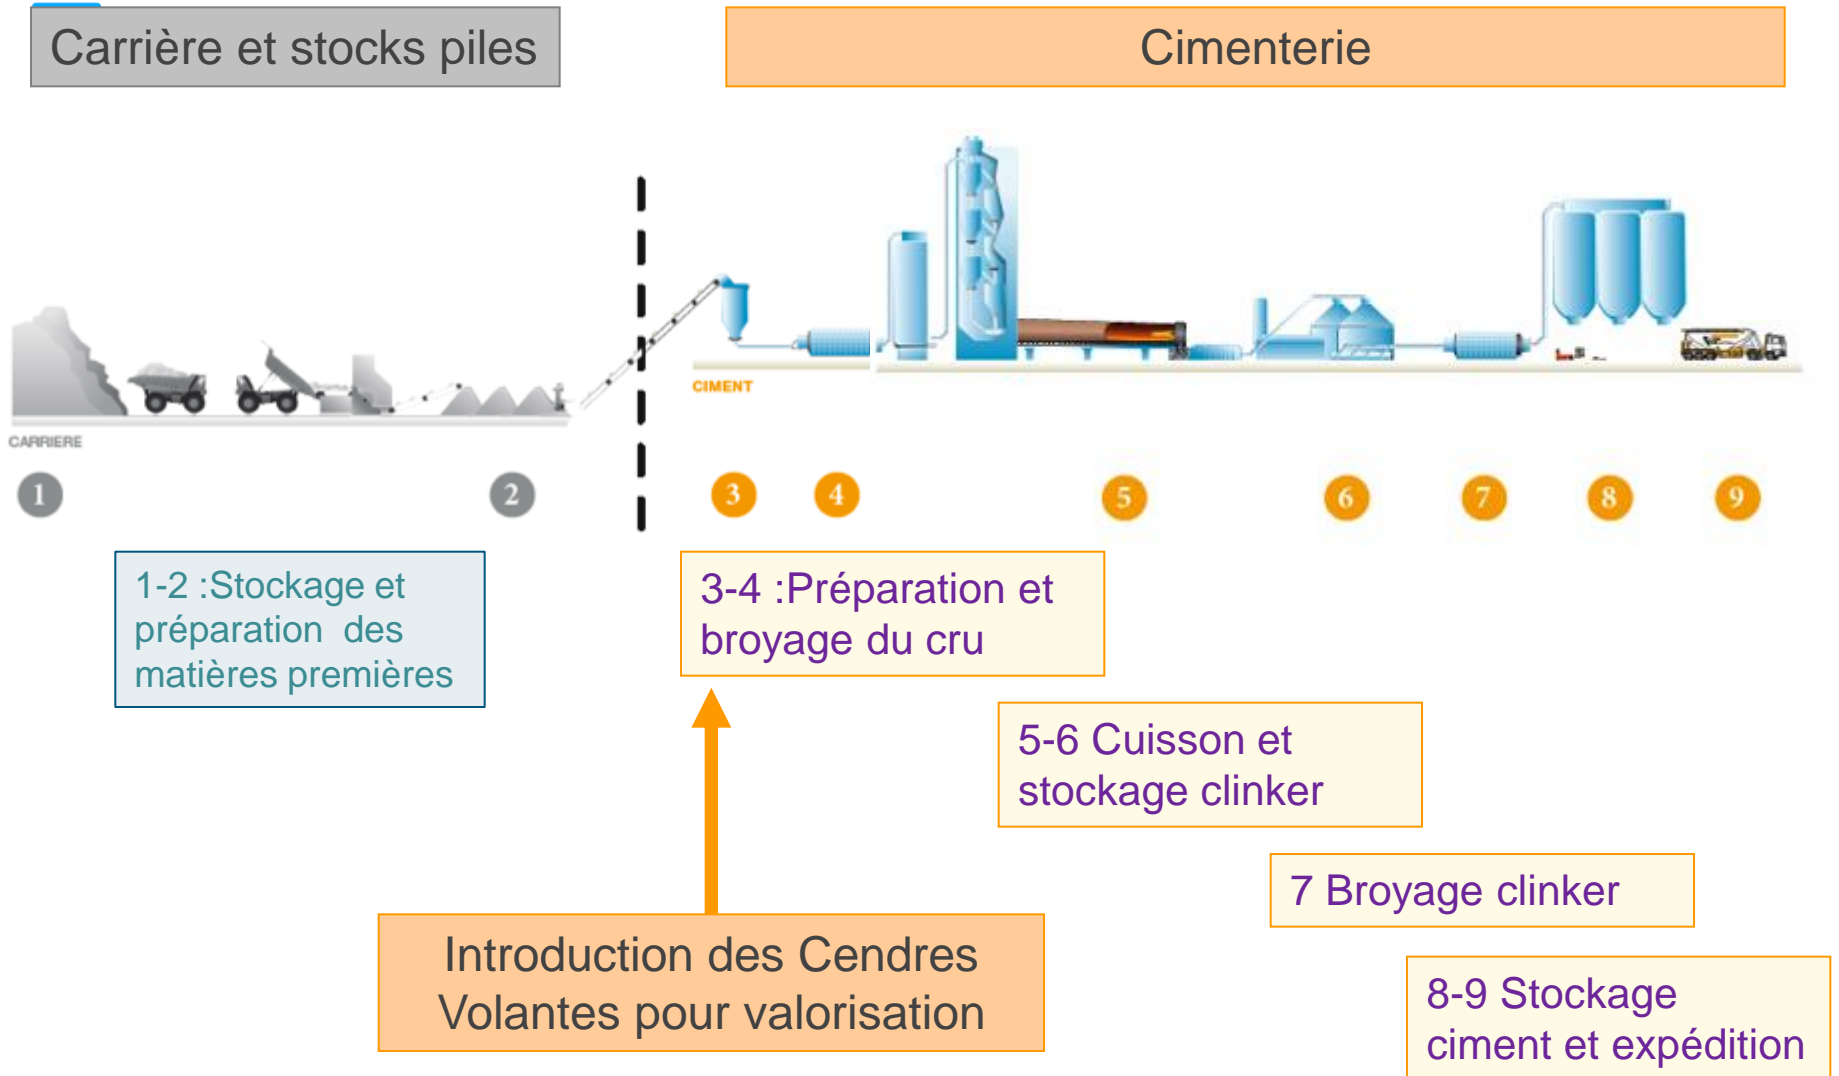 Carrière et stocks piles
Cimenterie
CARRIERE
CIMENT
1
2
3
4
5
6
7
8
9
1-2 :Stockage et
préparation des
matières premières
3-4 :Préparation et
broyage du cru
5-6 Cuisson et
stockage clinker
7 Broyage clinker
Introduction des Cendres
Volantes pour valorisation
8-9 Stockage
ciment et expédition